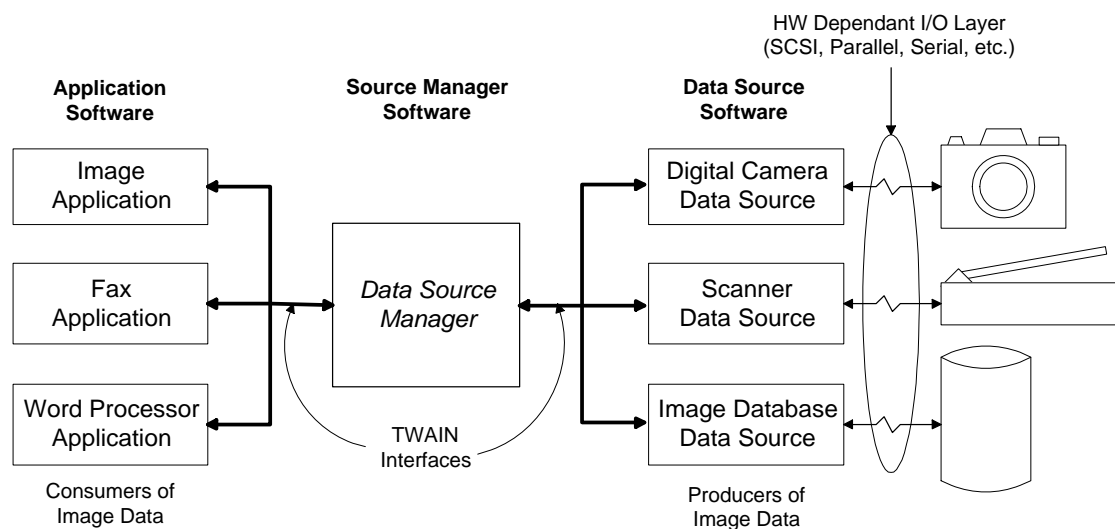 HW Dependant I/O Layer
(SCSI, Parallel, Serial, etc.)
Application
Software
Source Manager
Software
Data Source
Software
Image
Application
Digital Camera
Data Source
Fax
Application
Data Source
Manager
Scanner
Data Source
Word Processor
Application
TWAIN
Interfaces
Image Database
Data Source
Consumers of
Image Data
Producers of
Image Data